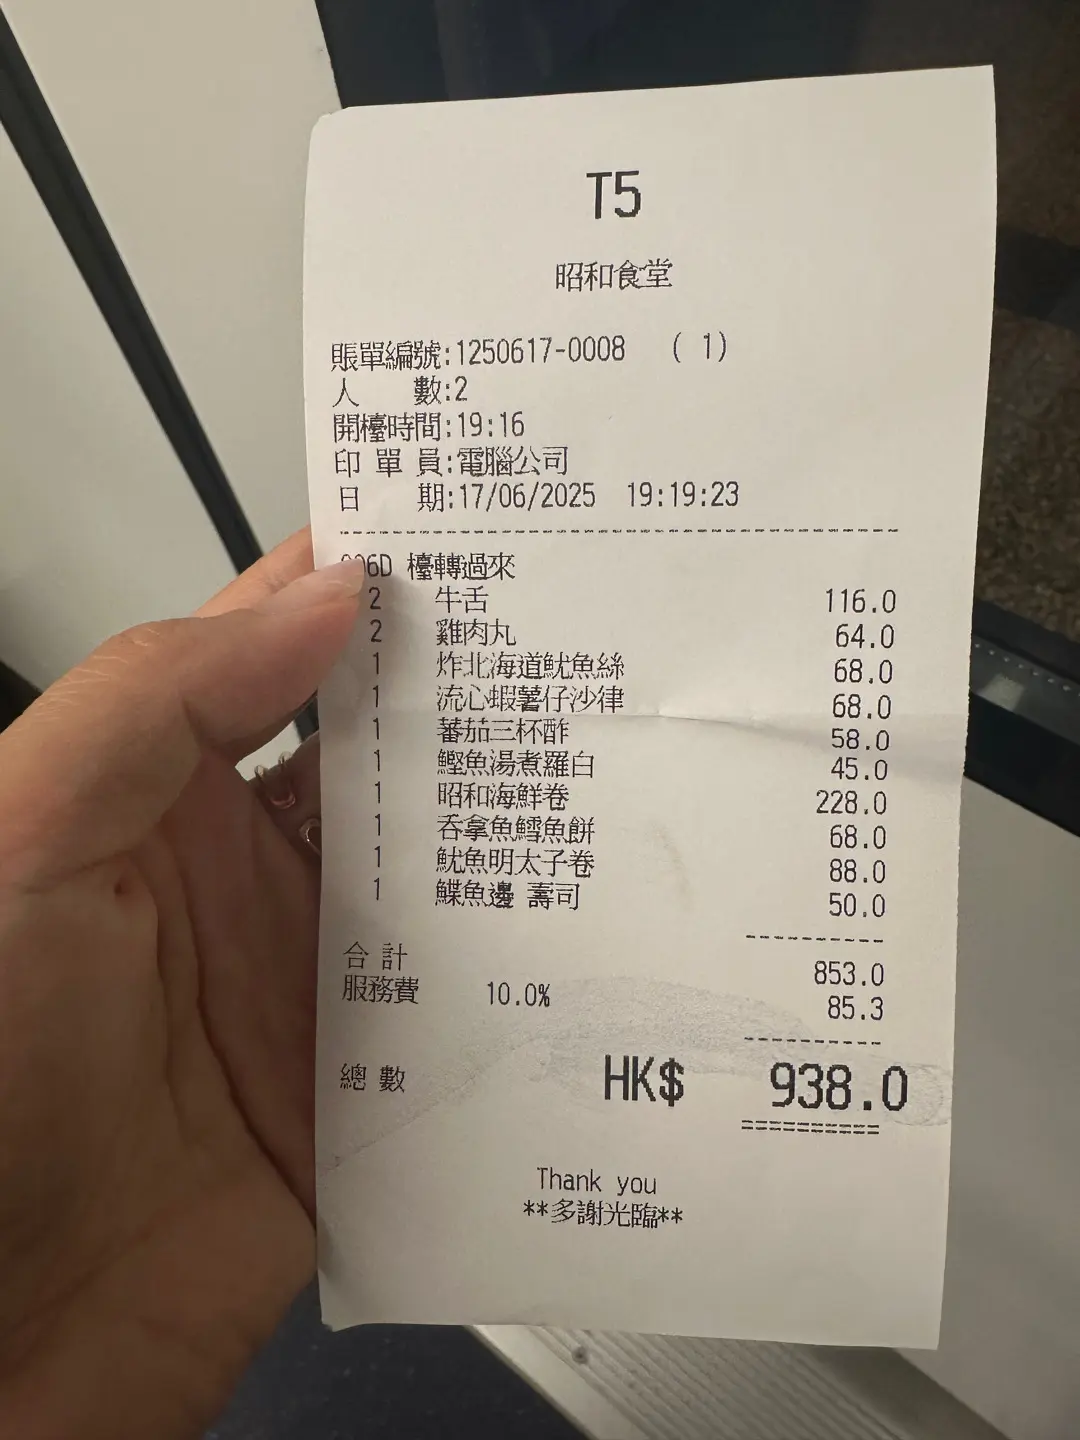 T5
昭和食堂
賬單編號:1250617-0008 ( 1)
人 數:2
開檯時間:19:16
印 單 員:電腦公司
日 期:17/06/2025 19:19:23
06D 檯轉過來
2 牛舌 116.0
2 雞肉丸 64.0
1 炸北海道魷魚絲 68.0
1 流心蝦薯仔沙律 68.0
1 蕃茄三杯酢 58.0
1 鰹魚湯煮羅白 45.0
1 昭和海鮮卷 228.0
1 吞拿魚鱈魚餅 68.0
1 魷魚明太子卷 88.0
1 鰈魚邊 壽司 50.0
合 計 853.0
服務費 10.0% 85.3
總 數 HK$ 938.0
Thank you
**多謝光臨**